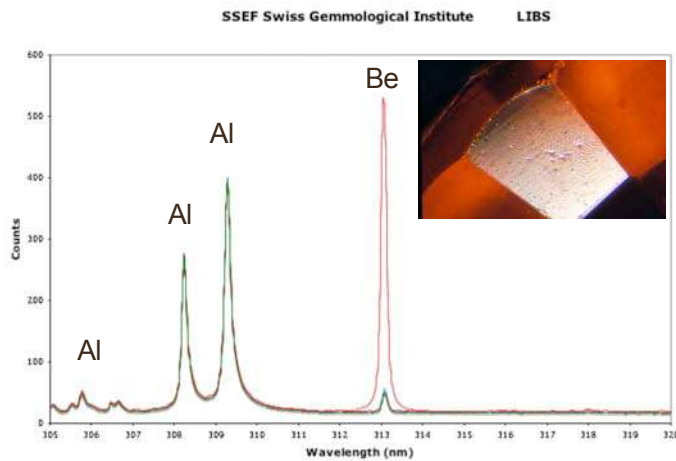 SSEF Swiss Gemmological Institute LIBS
600
500
400
300
200
100
0
Counts
Al
Al
Al
Be
305 306 307 308 309 310 311 312 313 314 315 316 317 318 319 320
Wavelength (nm)